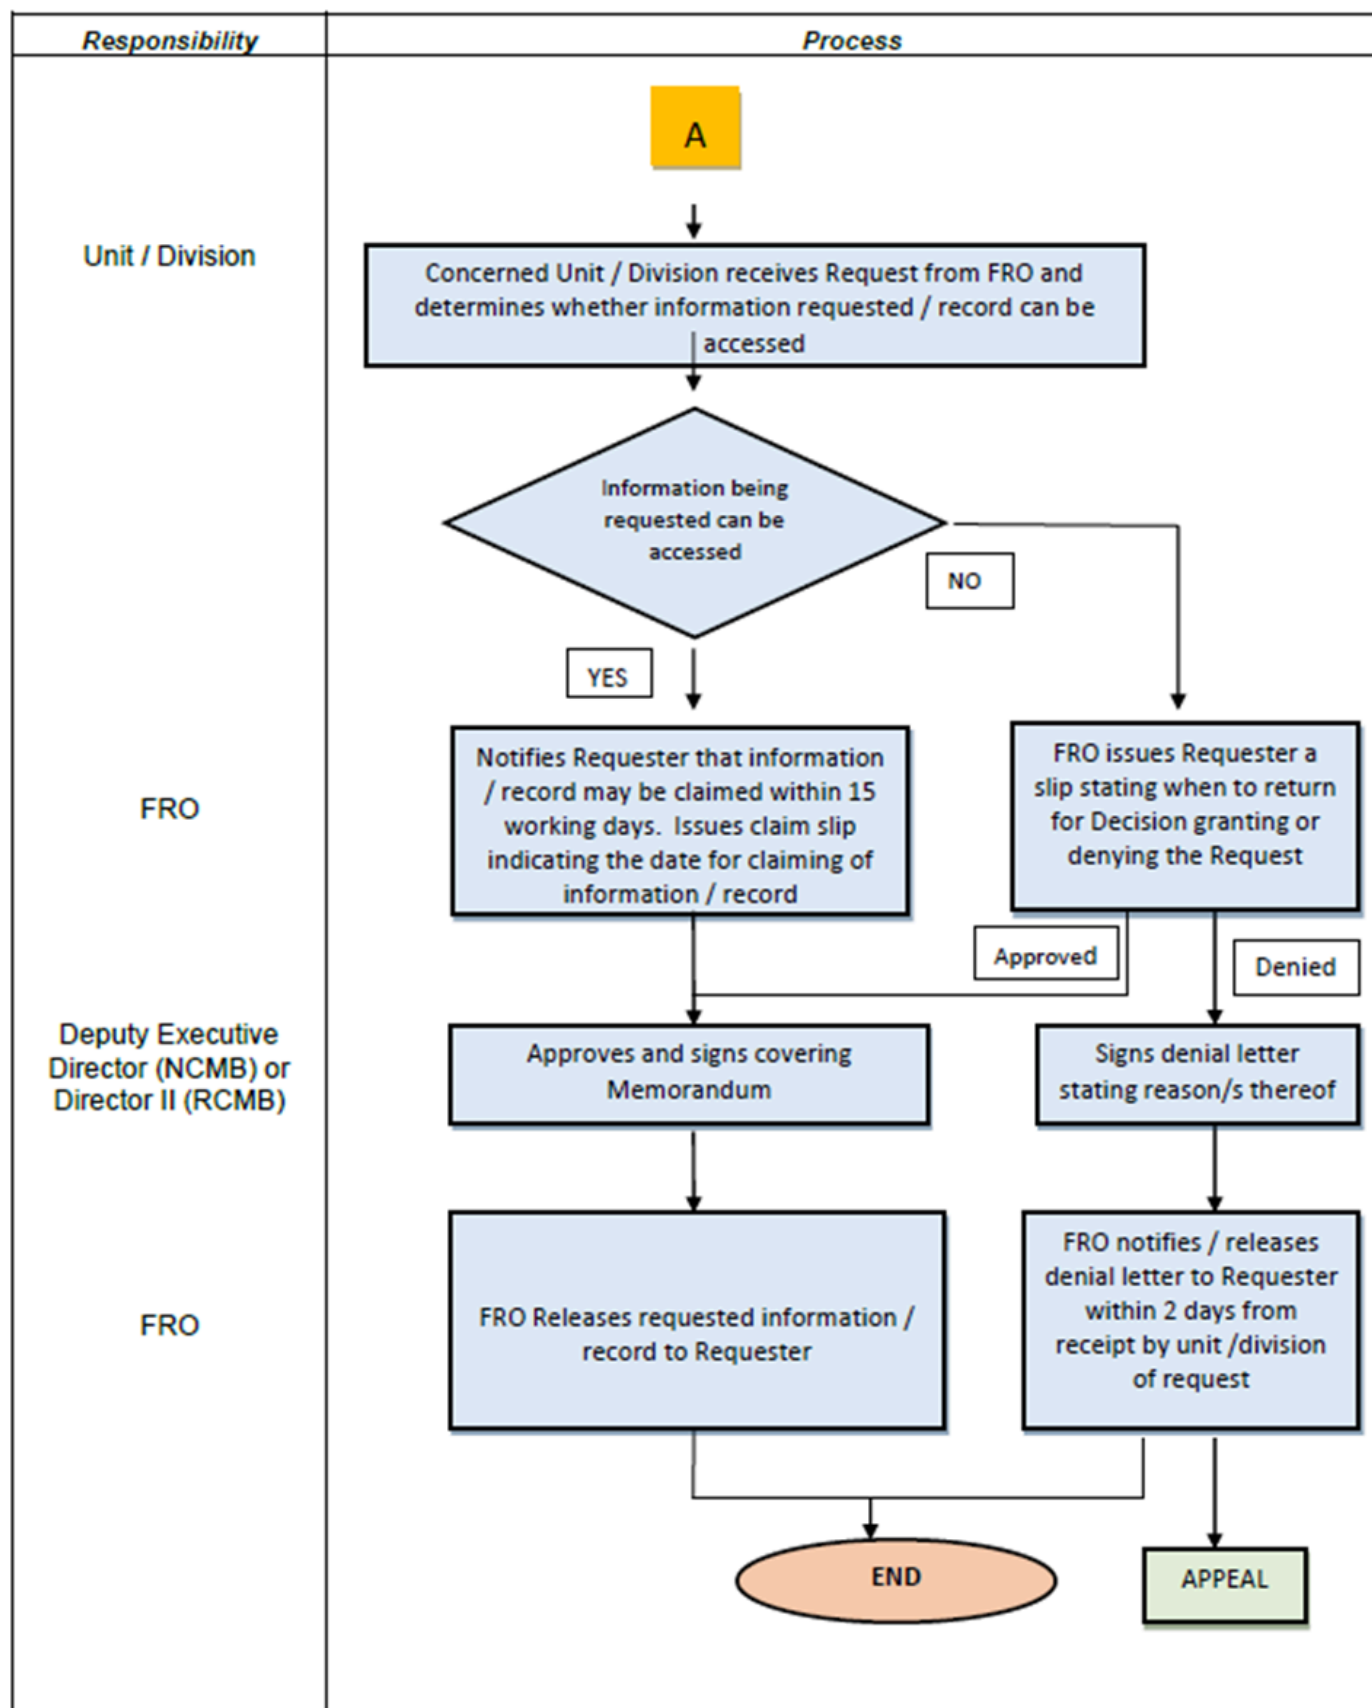 Responsibility
Process
A
Unit / Division
Concerned Unit / Division receives Request from FRO and
determines whether information requested / record can be
accessed
Information being
requested can be
accessed
NO
YES
FRO
Notifies Requester that information
/ record may be claimed within 15
working days. Issues claim slip
indicating the date for claiming of
information / record
FRO issues Requester a
slip stating when to return
for Decision granting or
denying the Request
Approved
Denied
Deputy Executive
Director (NCMB) or
Director II (RCMB)
Approves and signs covering
Memorandum
Signs denial letter
stating reason/s thereof
FRO
FRO Releases requested information /
record to Requester
FRO notifies / releases
denial letter to Requester
within 2 days from
receipt by unit /division
of request
END
APPEAL